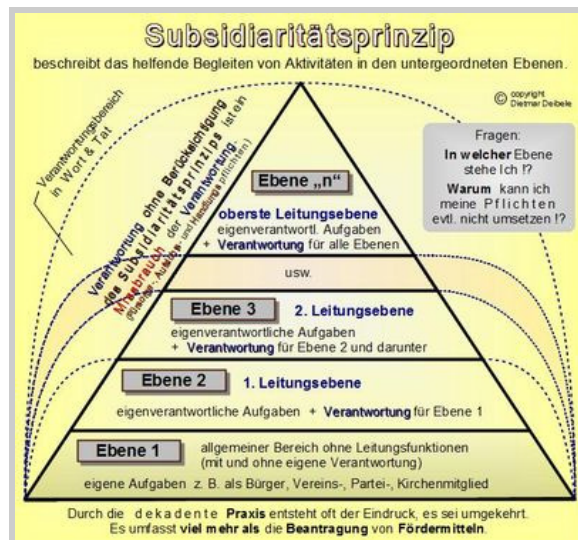 Subsidiaritätsprinzip
beschreibt das helfende Begleiten von Aktivitäten in den untergeordneten Ebenen.
© copyright
Dietmar Deibele
Verantwortungsbereich
in Wort & Tat
Verantwortung ohne Berücksichtigung
des Subsidiaritätsprinzips ist ein
Missbrauch der Verantwortung
und Handlungspflichten)
Fragen:
In welcher Ebene
stehe Ich !?
Warum kann ich
meine Pflichten
evtl. nicht umsetzen !?
Ebene „n"
oberste Leitungsebene
eigenverantwortl. Aufgaben
+ Verantwortung für alle Ebenen
usw.
Ebene 3 2. Leitungsebene
eigenverantwortliche Aufgaben
+ Verantwortung für Ebene 2 und darunter
Ebene 2 1. Leitungsebene
eigenverantwortliche Aufgaben + Verantwortung für Ebene 1
Ebene 1 allgemeiner Bereich ohne Leitungsfunktionen
(mit und ohne eigene Verantwortung)
eigene Aufgaben z. B. als Bürger, Vereins-, Partei-, Kirchenmitglied
Durch die dekadente Praxis entsteht oft der Eindruck, es sei umgekehrt.
Es umfasst viel mehr als die Beantragung von Fördermitteln.